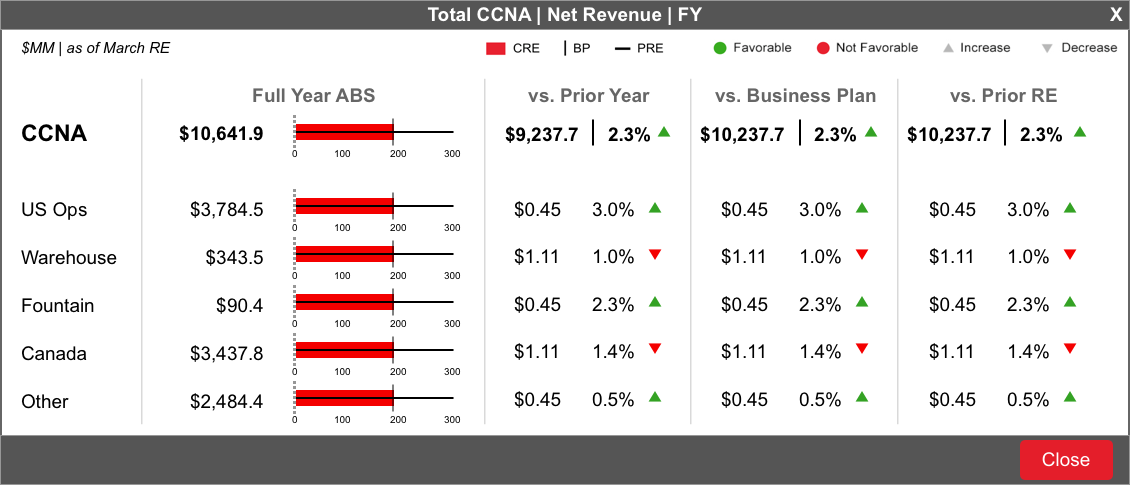 Total CCNA | Net Revenue | FY X
$MM | as of March RE CRE BP PRE Favorable Not Favorable Increase Decrease
Full Year ABS vs. Prior Year vs. Business Plan vs. Prior RE
CCNA $10,641.9 $9,237.7 2.3% $10,237.7 2.3% $10,237.7 2.3%
0 100 200 300
US Ops $3,784.5 $0.45 3.0% $0.45 3.0% $0.45 3.0%
0 100 200 300
Warehouse $343.5 $1.11 1.0% $1.11 1.0% $1.11 1.0%
0 100 200 300
Fountain $90.4 $0.45 2.3% $0.45 2.3% $0.45 2.3%
0 100 200 300
Canada $3,437.8 $1.11 1.4% $1.11 1.4% $1.11 1.4%
0 100 200 300
Other $2,484.4 $0.45 0.5% $0.45 0.5% $0.45 0.5%
0 100 200 300
Close